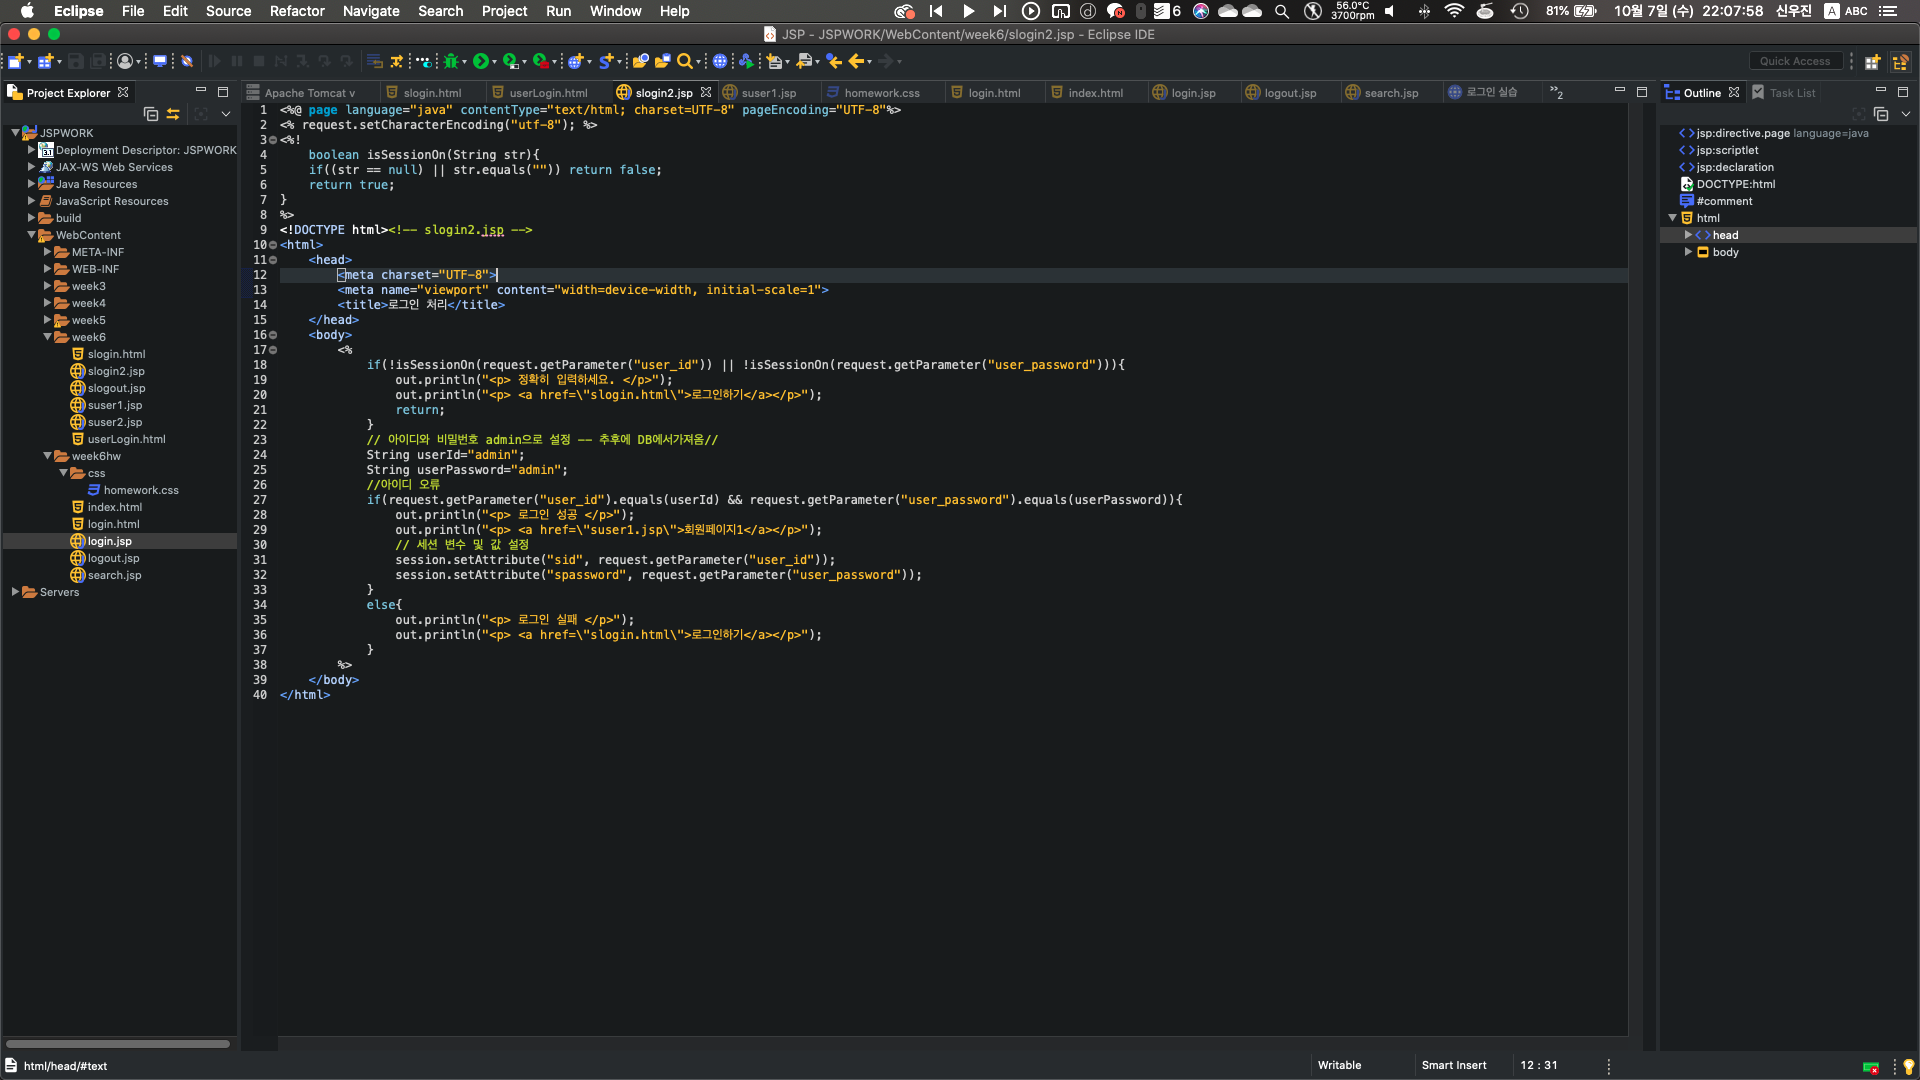 Eclipse File Edit Source Refactor Navigate Search Project Run Window Help
6
56.0°C
3700rpm
81%
10월 7일 (수) 22:07:58 신우진 A ABC
JSP - JSPWORK/WebContent/week6/slogin2.jsp - Eclipse IDE
Quick Access
Project Explorer
Apache Tomcat v
slogin.html
userLogin.html
slogin2.jsp
suser1.jsp
homework.css
login.html
index.html
login.jsp
logout.jsp
search.jsp
로그인 실습
»2
Outline
Task List
JSPWORK
Deployment Descriptor: JSPWORK
JAX-WS Web Services
Java Resources
JavaScript Resources
build
WebContent
META-INF
WEB-INF
week3
week4
week5
week6
slogin.html
slogin2.jsp
slogout.jsp
suser1.jsp
suser2.jsp
userLogin.html
week6hw
css
homework.css
index.html
login.html
login.jsp
logout.jsp
search.jsp
Servers
1 <%@ page language="java" contentType="text/html; charset=UTF-8" pageEncoding="UTF-8"%>
2 <% request.setCharacterEncoding("utf-8"); %>
3 <%!
4 boolean isSessionOn(String str){
5 if((str == null) || str.equals("")) return false;
6 return true;
7 }
8 %>
9 <!DOCTYPE html><!-- slogin2.jsp -->
10 <html>
11 <head>
12 <meta charset="UTF-8">
13 <meta name="viewport" content="width=device-width, initial-scale=1">
14 <title>로그인 처리</title>
15 </head>
16 <body>
17 <%
18 if(!isSessionOn(request.getParameter("user_id")) || !isSessionOn(request.getParameter("user_password"))){
19 out.println("<p> 정확히 입력하세요. </p>");
20 out.println("<p> <a href=\"slogin.html\">로그인하기</a></p>");
21 return;
22 }
23 // 아이디와 비밀번호 admin으로 설정 -- 추후에 DB에서가져옴//
24 String userId="admin";
25 String userPassword="admin";
26 //아이디 오류
27 if(request.getParameter("user_id").equals(userId) && request.getParameter("user_password").equals(userPassword)){
28 out.println("<p> 로그인 성공 </p>");
29 out.println("<p> <a href=\"suser1.jsp\">회원페이지1</a></p>");
30 // 세션 변수 및 값 설정
31 session.setAttribute("sid", request.getParameter("user_id"));
32 session.setAttribute("spassword", request.getParameter("user_password"));
33 }
34 else{
35 out.println("<p> 로그인 실패 </p>");
36 out.println("<p> <a href=\"slogin.html\">로그인하기</a></p>");
37 }
38 %>
39 </body>
40 </html>
jsp:directive.page language=java
jsp:scriptlet
jsp:declaration
DOCTYPE:html
#comment
html
head
body
html/head/#text
Writable
Smart Insert
12 : 31